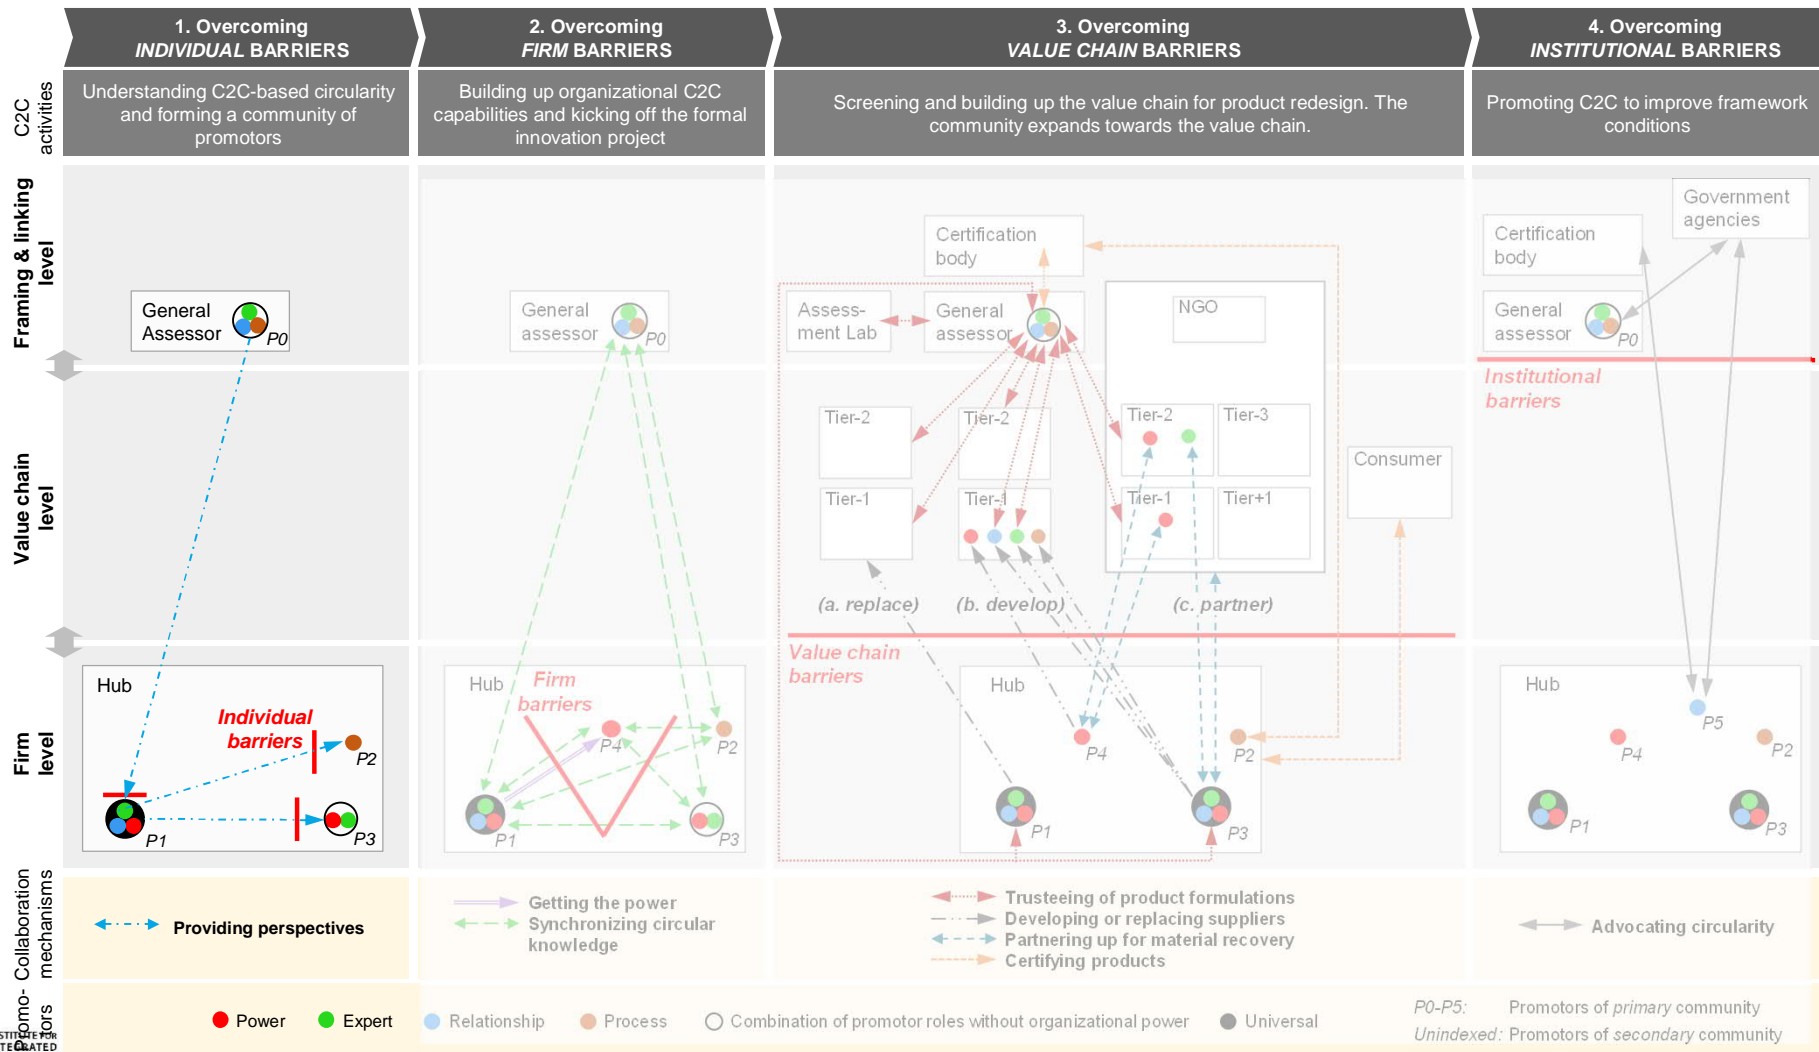 1. Overcoming
INDIVIDUAL BARRIERS
2. Overcoming
FIRM BARRIERS
3. Overcoming
VALUE CHAIN BARRIERS
4. Overcoming
INSTITUTIONAL BARRIERS
C2C
activities
Understanding C2C-based circularity
and forming a community of
promotors
Building up organizational C2C
capabilities and kicking off the formal
innovation project
Screening and building up the value chain for product redesign. The
community expands towards the value chain.
Promoting C2C to improve framework
conditions
Framing & linking
level
General
Assessor
P0
General
assessor
P0
Certification
body
Assess-
ment Lab
General
assessor
NGO
Government
agencies
Certification
body
General
assessor
P0
Institutional
barriers
Value chain
level
Tier-2
Tier-2
Tier-2
Tier-3
Tier-1
Tier-1
Tier-1
Tier+1
Consumer
(a. replace)
(b. develop)
(c. partner)
Value chain
barriers
Firm
level
Hub
Individual
barriers
P2
P1
P3
Hub
Firm
barriers
P4
P2
P1
P3
Hub
P4
P2
P1
P3
Hub
P5
P4
P2
P1
P3
Collaboration
mechanisms
Providing perspectives
Getting the power
Synchronizing circular
knowledge
Trusteeing of product formulations
Developing or replacing suppliers
Partnering up for material recovery
Certifying products
Advocating circularity
Promo-
tors
Power
Expert
Relationship
Process
Combination of promotor roles without organizational power
Universal
P0-P5: Promotors of primary community
Unindexed: Promotors of secondary community